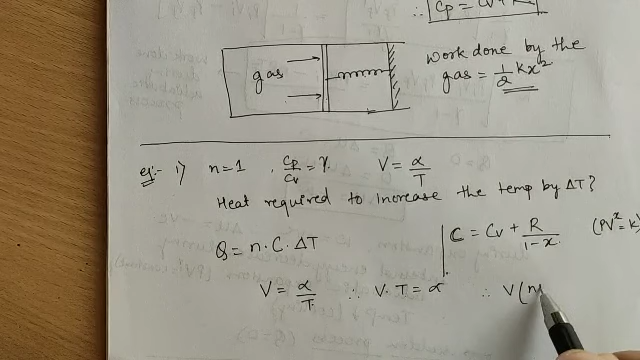 ∴ Cp = Cv + R
gas
work done by the
gas = 1/2 kx²
eg:- 1) n=1 , Cp/Cv = γ. V = α/T
Heat required to increase the temp by ΔT?
Q = n·C·ΔT
C = Cv + R/1-x (PVˣ = k)
V = α/T. ∴ V·T = α ∴ V(n